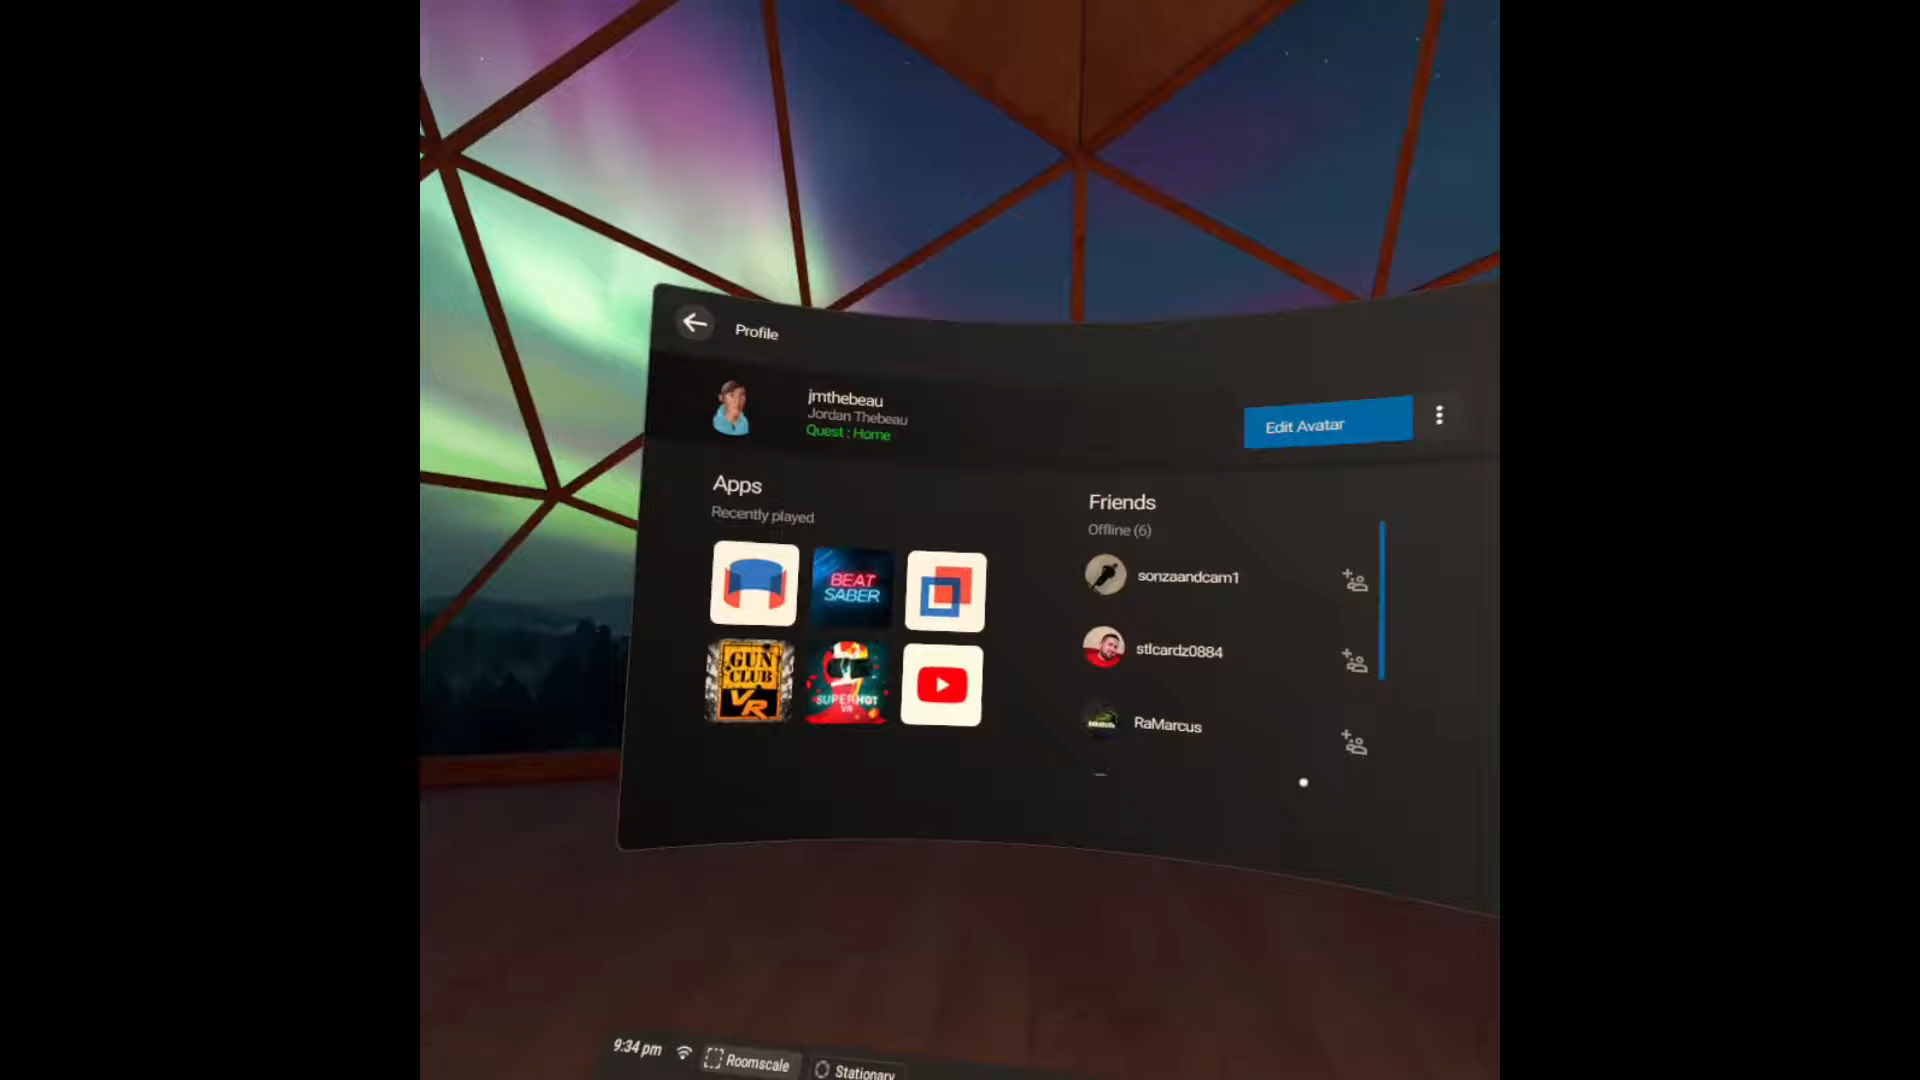 Profile
jmthebeau
Jordan Thebeau
Quest : Home
Edit Avatar
Apps
Recently played
BEAT
SABER
GUN
CLUB
VR
SUPERHOT
VR
Friends
Offline (6)
sonzaandcam1
stlcardz0884
RaMarcus
9:34 pm
Roomscale
Stationary